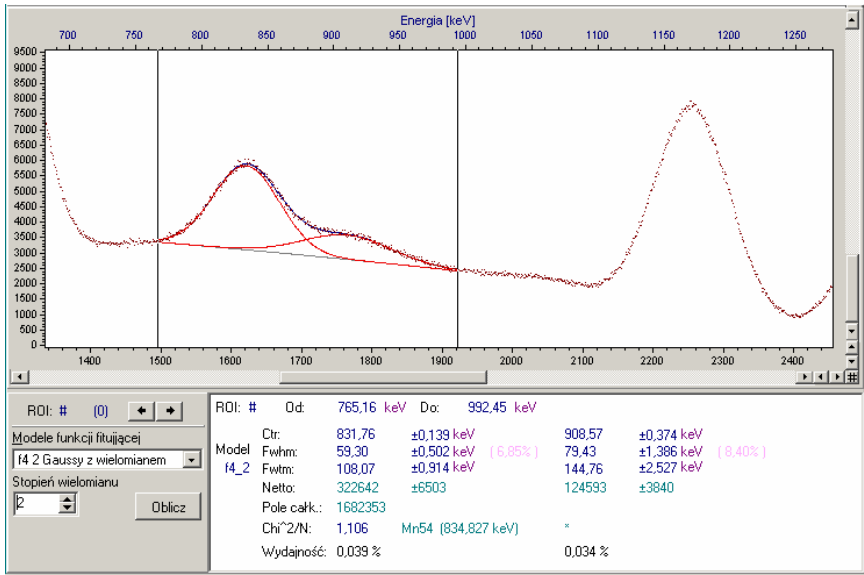 Energia [keV]
700 750 800 850 900 950 1000 1050 1100 1150 1200 1250
9500
9000
8500
8000
7500
7000
6500
6000
5500
5000
4500
4000
3500
3000
2500
2000
1500
1000
500
0
1400 1500 1600 1700 1800 1900 2000 2100 2200 2300 2400
ROI: # (0)
Modele funkcji fitującej
f4 2 Gaussy z wielomianem
Stopień wielomianu
2 Oblicz
ROI: # Od: 765,16 keV Do: 992,45 keV
Ctr: 831,76 ±0,139 keV 908,57 ±0,374 keV
Model Fwhm: 59,30 ±0,502 keV ( 6,85% ) 79,43 ±1,386 keV ( 8,40% )
f4_2 Fwtm: 108,07 ±0,914 keV 144,76 ±2,527 keV
Netto: 322642 ±6503 124593 ±3840
Pole całk.: 1682353
Chi^2/N: 1,106 Mn54 (834,827 keV) *
Wydajność: 0,039 % 0,034 %